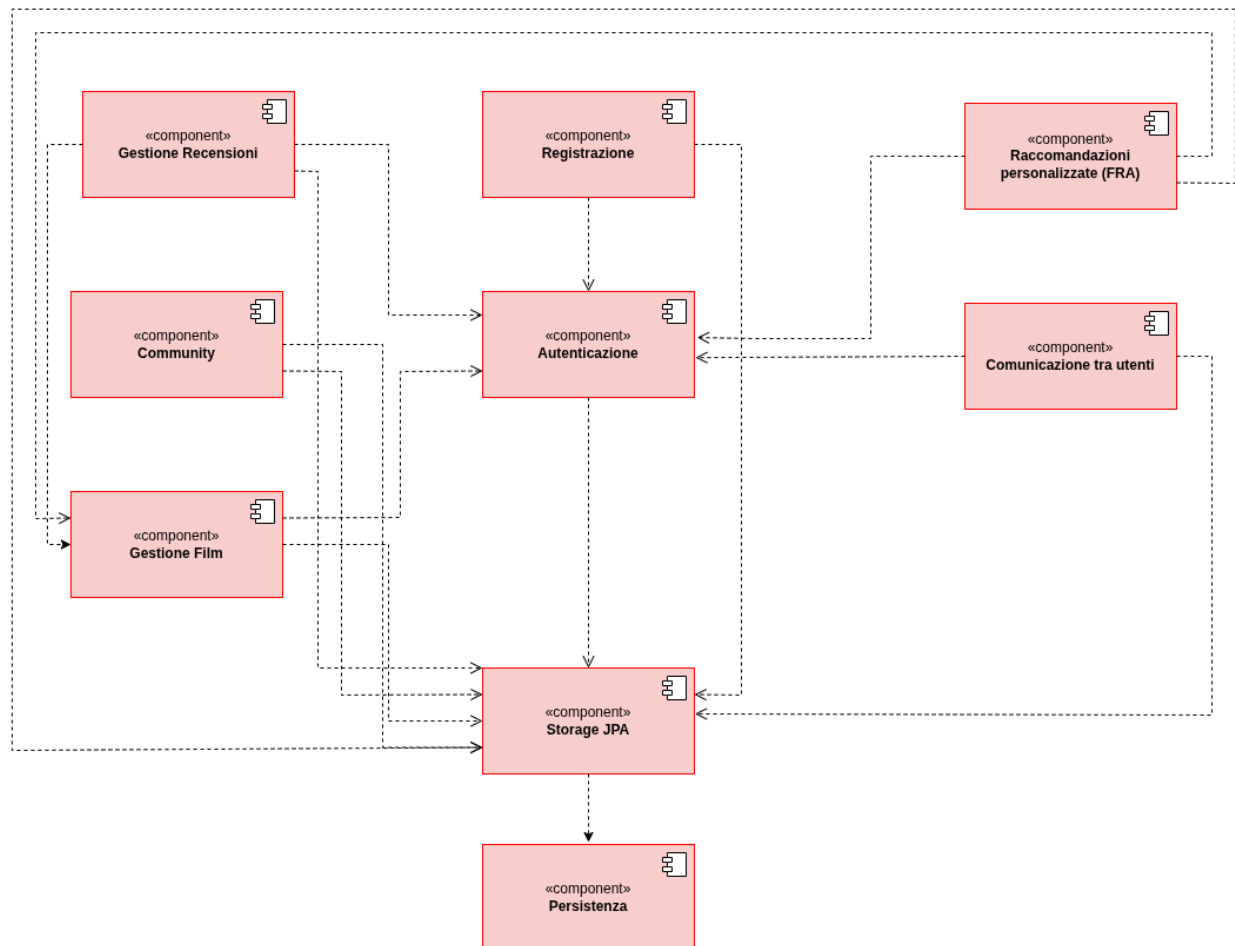 «component»
Gestione Recensioni
«component»
Registrazione
«component»
Raccomandazioni
personalizzate (FRA)
«component»
Community
«component»
Autenticazione
«component»
Comunicazione tra utenti
«component»
Gestione Film
«component»
Storage JPA
«component»
Persistenza